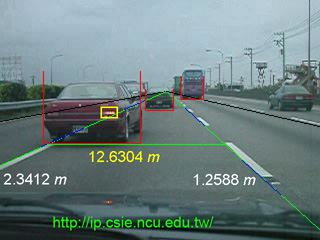 12.6304 m
2.3412 m
1.2588 m
http://ip.csie.ncu.edu.tw/